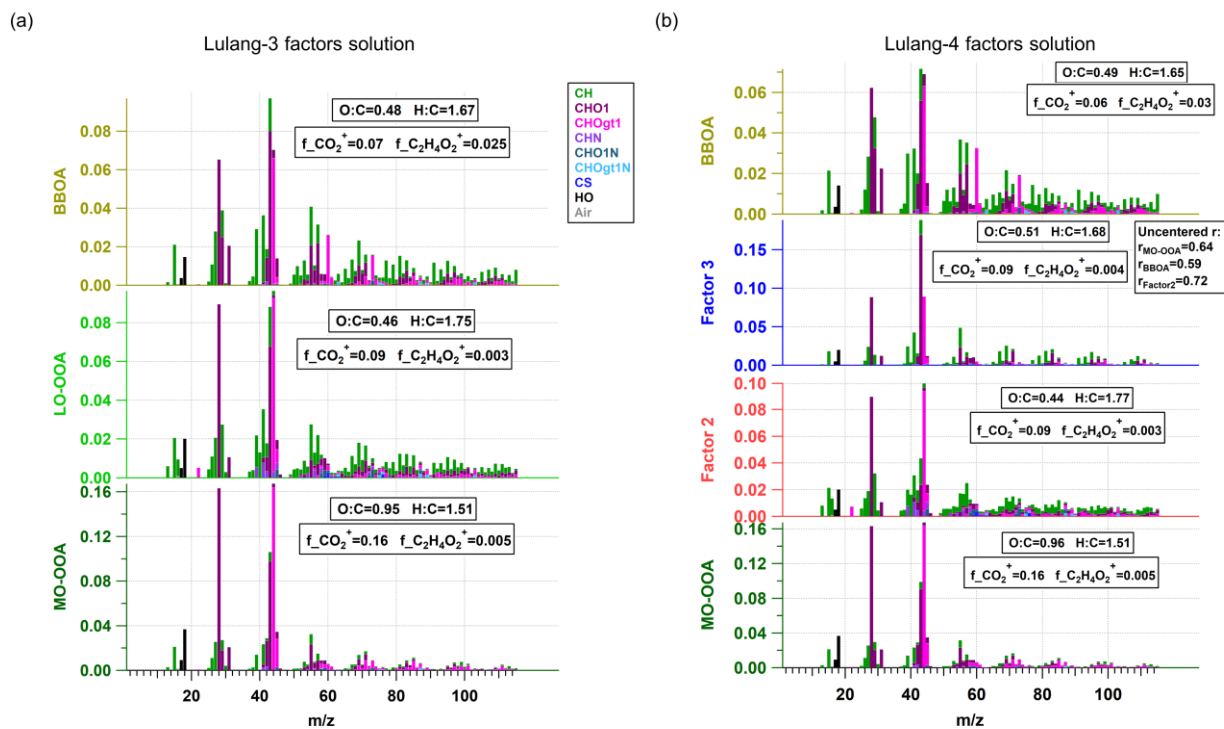 (a)
Lulang-3 factors solution
CH
CHO1
CHOgt1
CHN
CHO1N
CHOgt1N
CS
HO
Air
BBOA
0.08
0.06
0.04
0.02
0.00
O:C=0.48 H:C=1.67
f_CO2+=0.07 f_C2H4O2+=0.025
LO-OOA
0.08
0.06
0.04
0.02
0.00
O:C=0.46 H:C=1.75
f_CO2+=0.09 f_C2H4O2+=0.003
MO-OOA
0.16
0.12
0.08
0.04
0.00
O:C=0.95 H:C=1.51
f_CO2+=0.16 f_C2H4O2+=0.005
20 40 60 80 100
m/z
(b)
Lulang-4 factors solution
BBOA
0.06
0.04
0.02
0.00
O:C=0.49 H:C=1.65
f_CO2+=0.06 f_C2H4O2+=0.03
Factor 3
0.15
0.10
0.05
0.00
O:C=0.51 H:C=1.68
f_CO2+=0.09 f_C2H4O2+=0.004
Uncentered r:
rMO-OOA=0.64
rBBOA=0.59
rFactor2=0.72
Factor 2
0.10
0.08
0.06
0.04
0.02
0.00
O:C=0.44 H:C=1.77
f_CO2+=0.09 f_C2H4O2+=0.003
MO-OOA
0.16
0.12
0.08
0.04
0.00
O:C=0.96 H:C=1.51
f_CO2+=0.16 f_C2H4O2+=0.005
20 40 60 80 100
m/z